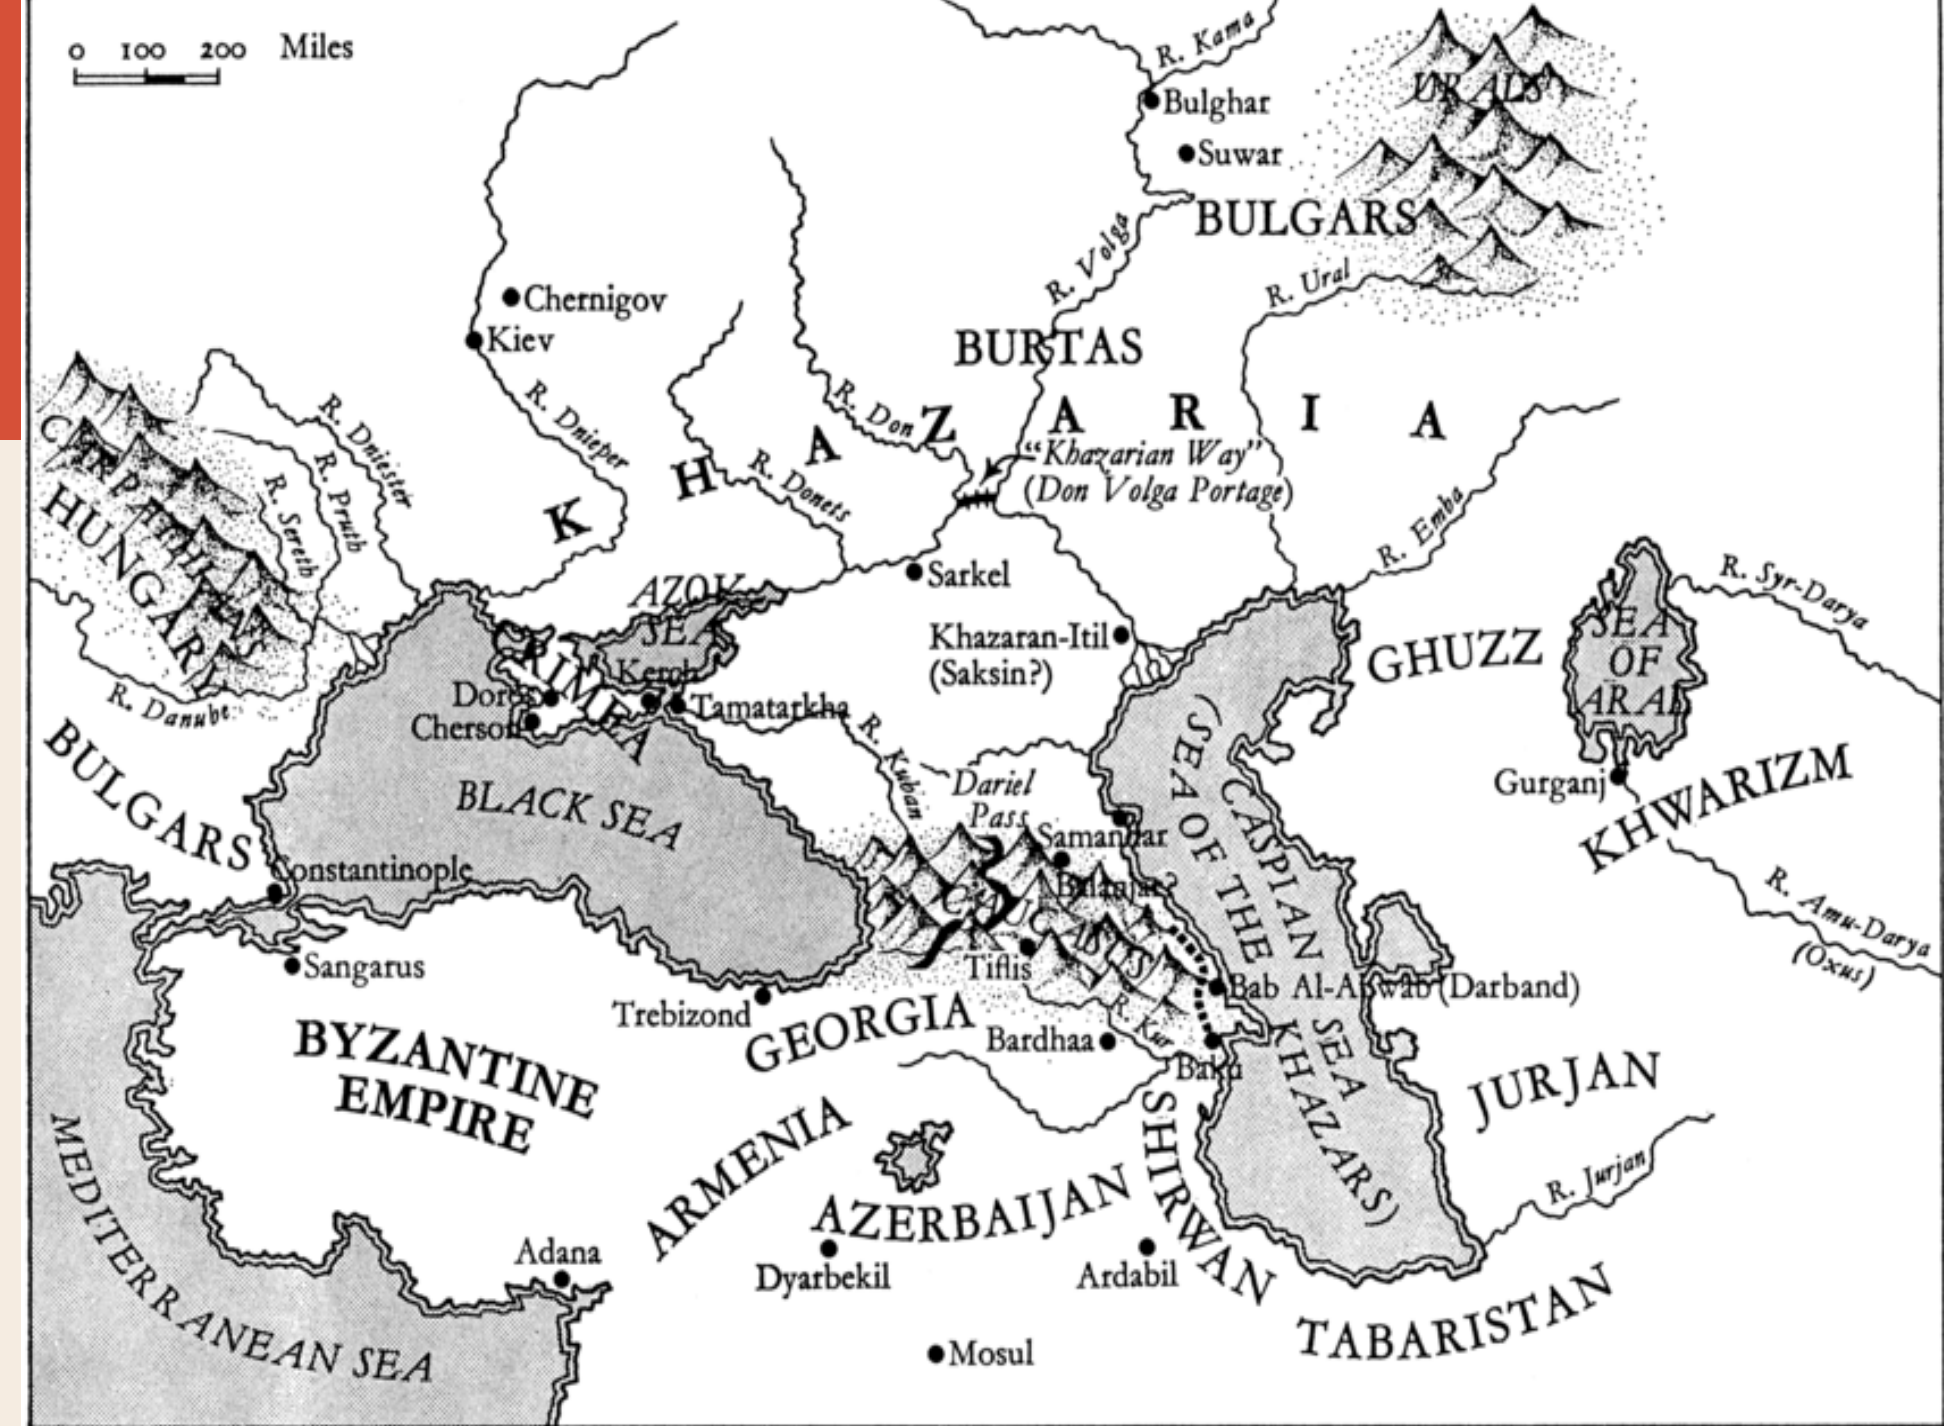 0 100 200 Miles
R. Kama
Bulghar
URALS
Suwar
BULGARS
R. Volga
R. Ural
Chernigov
Kiev
BURTAS
R. Dnieper
R. Don
KHAZARIA
"Khazarian Way"
(Don Volga Portage)
R. Donets
R. Emba
CARPATHIANS
HUNGARY
R. Dniester
R. Pruth
R. Sereth
R. Danube
AZOV
SEA
Sarkel
Khazaran-Itil
(Saksin?)
GHUZZ
SEA
OF
ARAL
R. Syr-Darya
CRIMEA
Kerch
Doros
Cherson
Tamatarkha
R. Kuban
BULGARS
BLACK SEA
Dariel
Pass
Samandar
Balanjar?
CAUCASUS
CASPIAN SEA
(SEA OF THE KHAZARS)
Gurganj
KHWARIZM
R. Amu-Darya
(Oxus)
Constantinople
Sangarus
Trebizond
Tiflis
GEORGIA
Bab Al-Abwab (Darband)
R. Kur
Bardhaa
Baku
BYZANTINE
EMPIRE
JURJAN
R. Jurjan
MEDITERRANEAN SEA
ARMENIA
AZERBAIJAN
SHIRWAN
Adana
Dyarbekil
Ardabil
TABARISTAN
Mosul